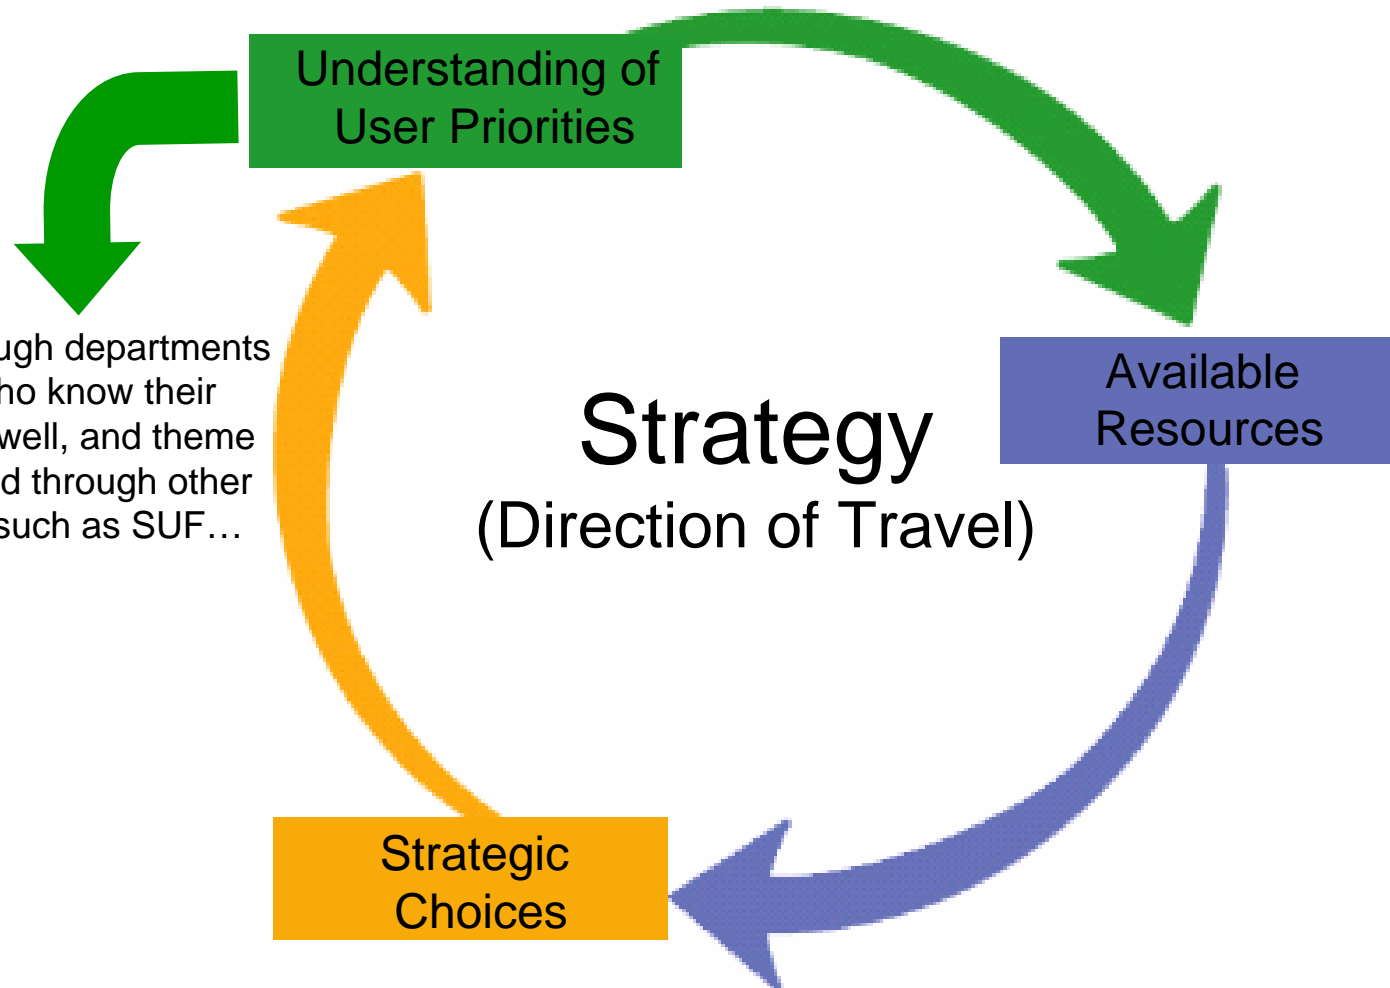 Understanding of
User Priorities
Available
Resources
Strategy
(Direction of Travel)
ugh departments
ho know their
well, and theme
d through other
such as SUF…
Strategic
Choices